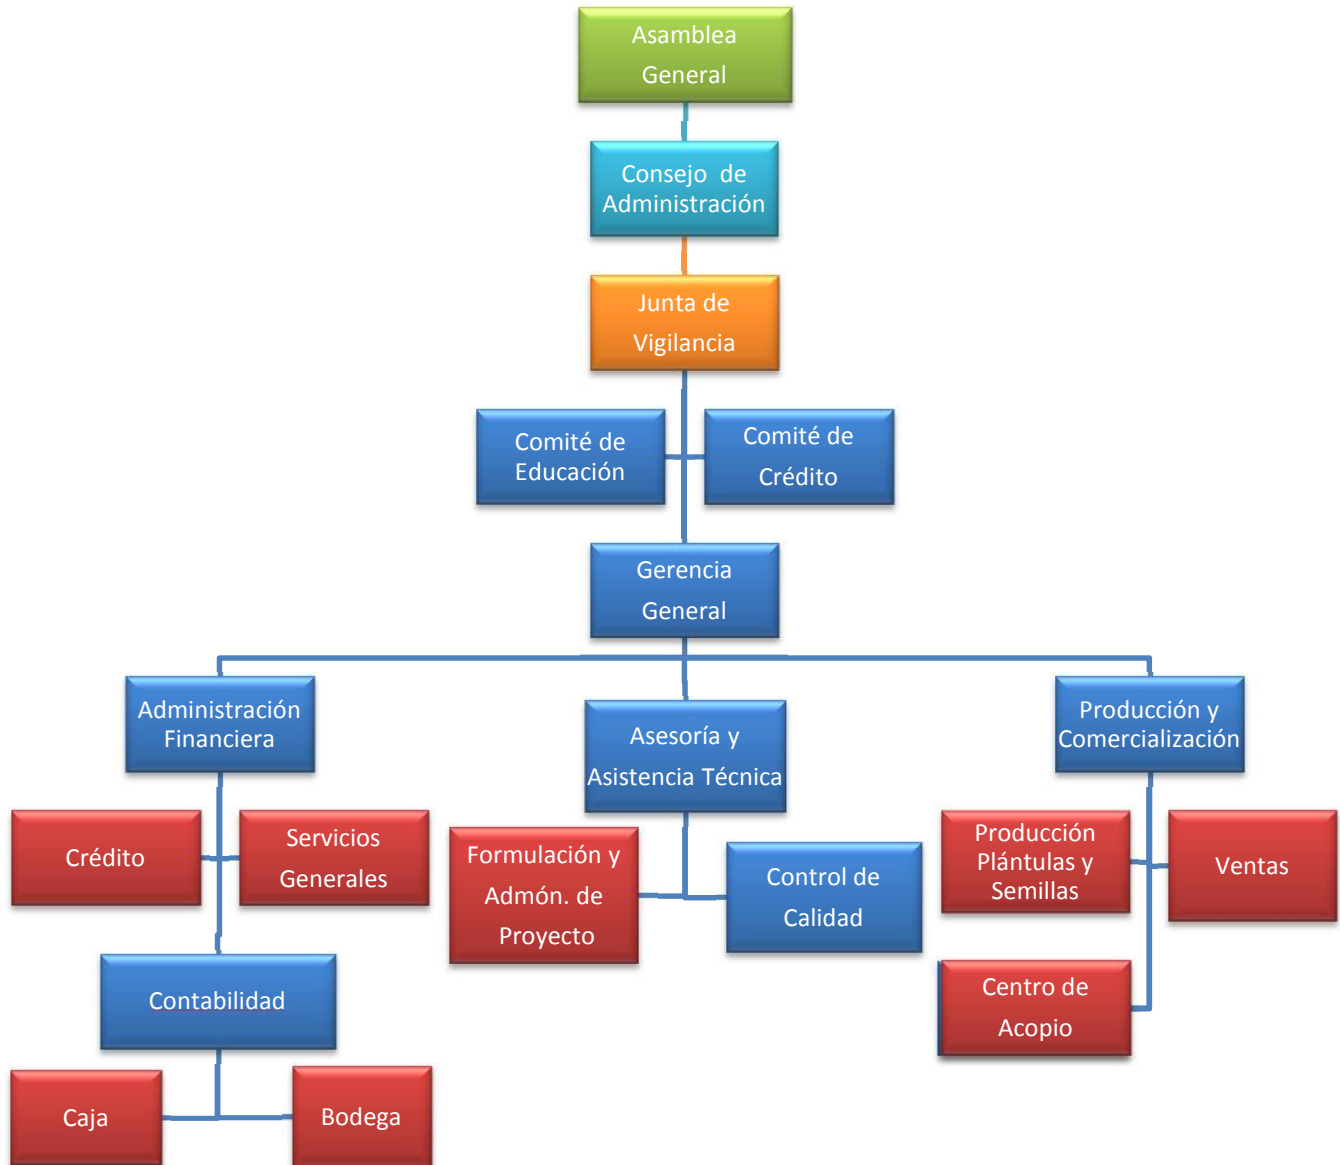 Asamblea
General
Consejo de
Administración
Junta de
Vigilancia
Comité de
Educación
Comité de
Crédito
Gerencia
General
Administración
Financiera
Asesoría y
Asistencia Técnica
Producción y
Comercialización
Crédito
Servicios
Generales
Formulación y
Admón. de
Proyecto
Control de
Calidad
Producción
Plántulas y
Semillas
Ventas
Contabilidad
Centro de
Acopio
Caja
Bodega